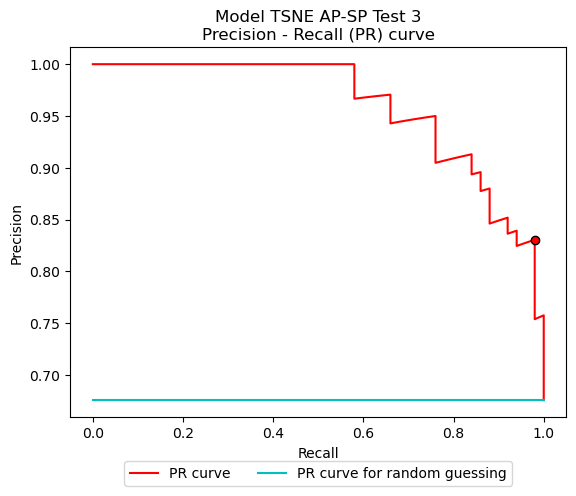 Model TSNE AP-SP Test 3
Precision - Recall (PR) curve
Precision
1.00
0.95
0.90
0.85
0.80
0.75
0.70
0.0 0.2 0.4 0.6 0.8 1.0
Recall
PR curve PR curve for random guessing